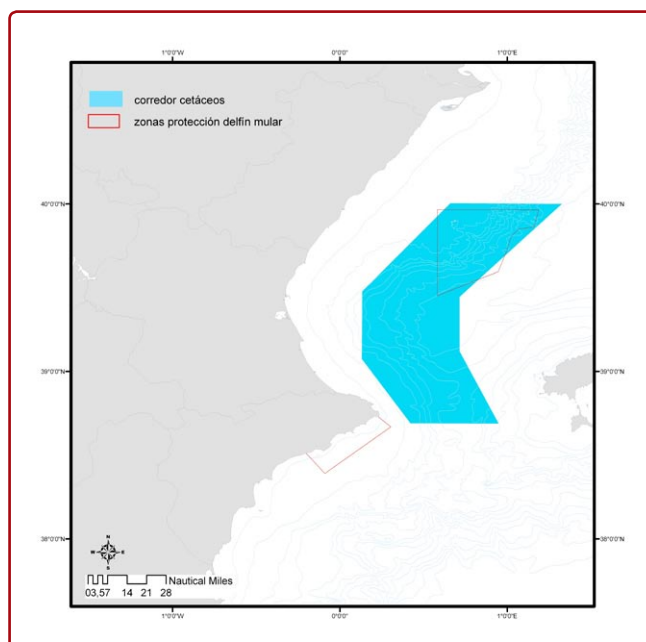 1°0'0"W 0°0'0" 1°0'0"E
corredor cetáceos
zonas protección delfín mular
40°0'0"N 40°0'0"N
39°0'0"N 39°0'0"N
38°0'0"N 38°0'0"N
N
W E
S
Nautical Miles
03,57 14 21 28
1°0'0"W 0°0'0" 1°0'0"E